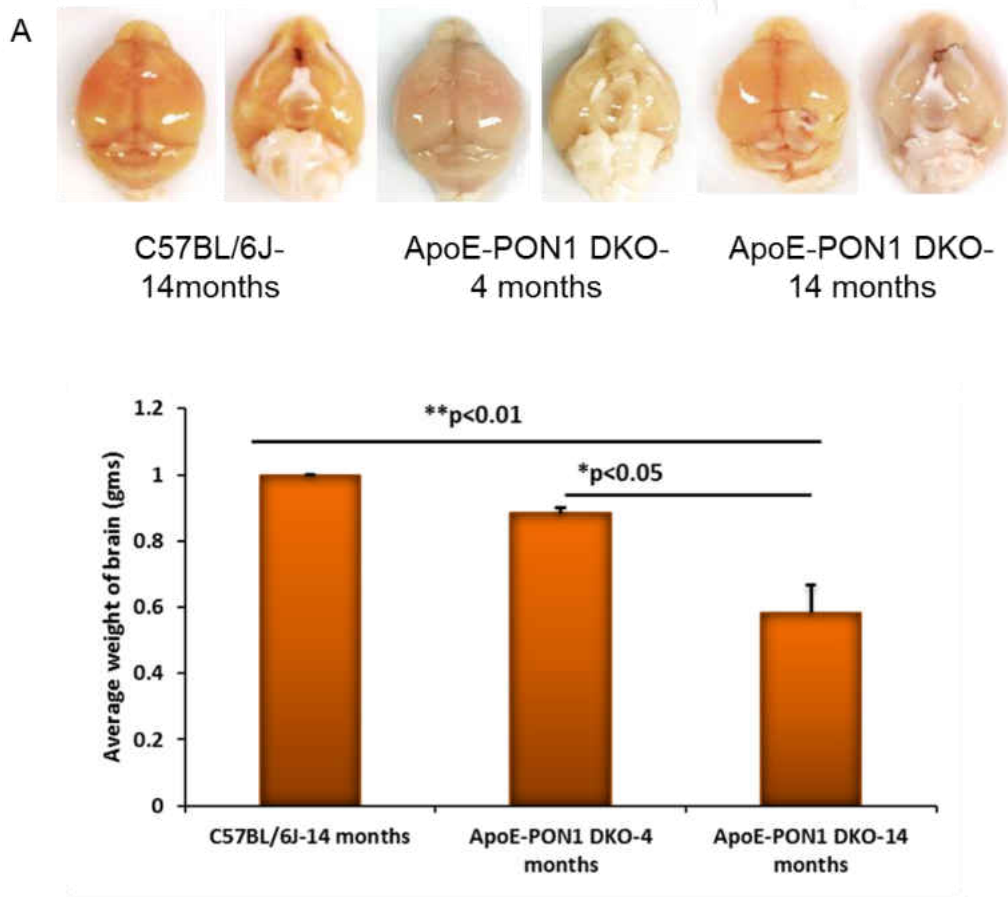 A
C57BL/6J-
14months
ApoE-PON1 DKO-
4 months
ApoE-PON1 DKO-
14 months
**p<0.01
*p<0.05
Average weight of brain (gms)
1.2
1
0.8
0.6
0.4
0.2
0
C57BL/6J-14 months
ApoE-PON1 DKO-4
months
ApoE-PON1 DKO-14
months